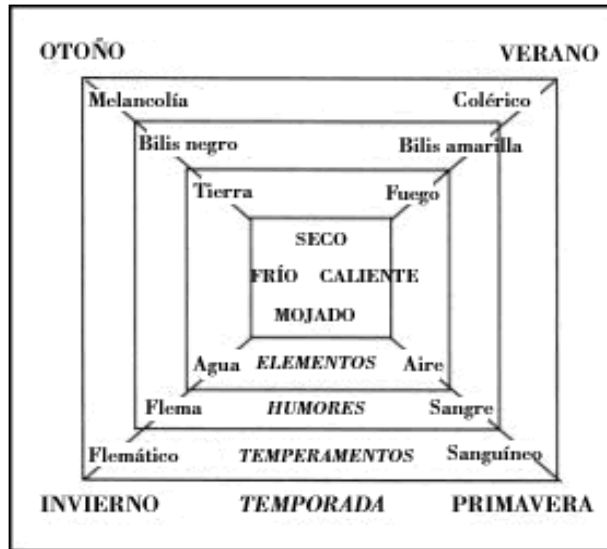 OTOÑO VERANO
Melancolía Colérico
Bilis negro Bilis amarilla
Tierra Fuego
SECO
FRÍO CALIENTE
MOJADO
Agua ELEMENTOS Aire
Flema HUMORES Sangre
Flemático TEMPERAMENTOS Sanguíneo
INVIERNO TEMPORADA PRIMAVERA